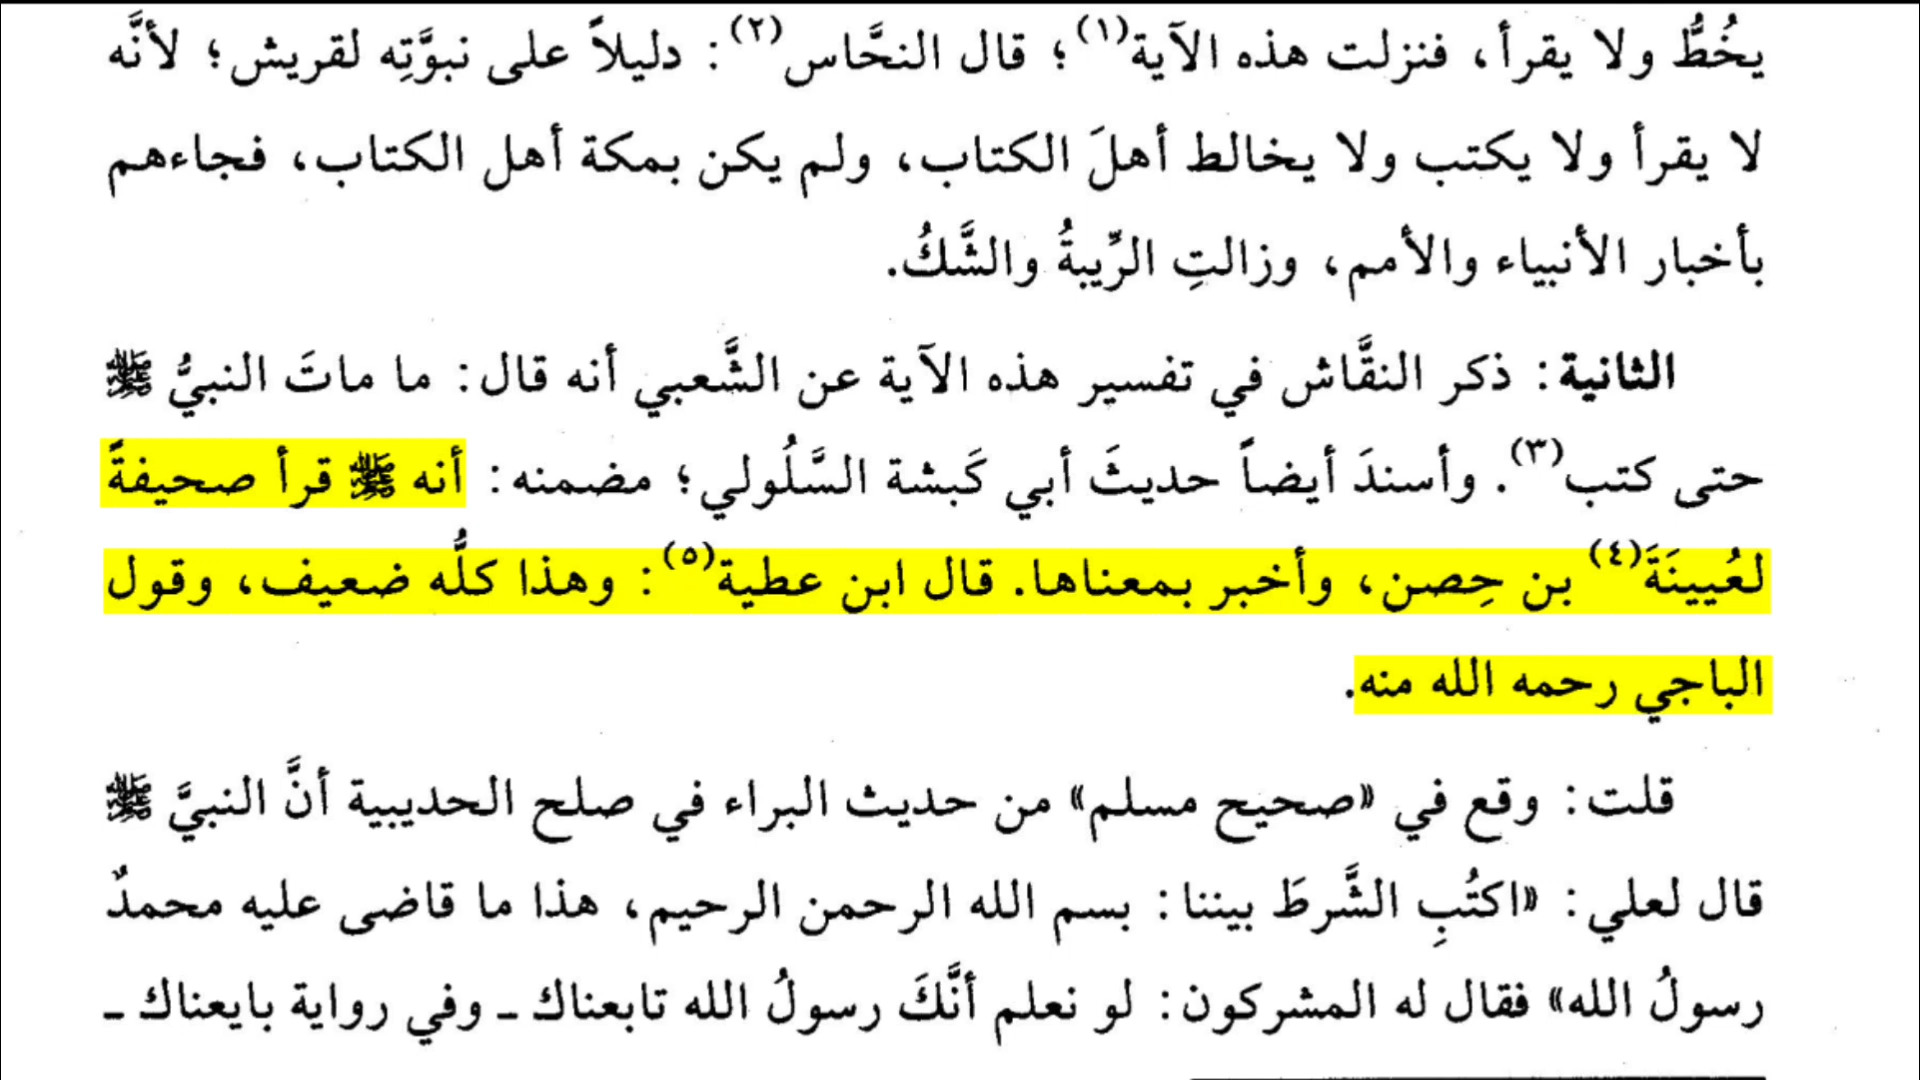 يخُطُّ ولا يقرأ، فنزلت هذه الآية(١)؛ قال النحَّاس(٢): دليلاً على نبوَّتِه لقريش؛ لأنَّه
لا يقرأ ولا يكتب ولا يخالط أهلَ الكتاب، ولم يكن بمكة أهل الكتاب، فجاءهم
بأخبار الأنبياء والأمم، وزالتِ الرِّيبةُ والشَّكُ.
الثانية: ذكر النقَّاش في تفسير هذه الآية عن الشَّعبي أنه قال: ما ماتَ النبيُّ ﷺ
حتى كتب(٣). وأسندَ أيضاً حديثَ أبي كَبشة السَّلُولي؛ مضمنه: أنه ﷺ قرأ صحيفةً
لعُيينَةَ(٤) بن حِصن، وأخبر بمعناها. قال ابن عطية(٥): وهذا كلُّه ضعيف، وقول
الباجي رحمه الله منه.
قلت: وقع في «صحيح مسلم» من حديث البراء في صلح الحديبية أنَّ النبيَّ ﷺ
قال لعلي: «اكتُبِ الشَّرطَ بيننا: بسم الله الرحمن الرحيم، هذا ما قاضى عليه محمدٌ
رسولُ الله» فقال له المشركون: لو نعلم أنَّكَ رسولُ الله تابعناك ـ وفي رواية بايعناك ـ